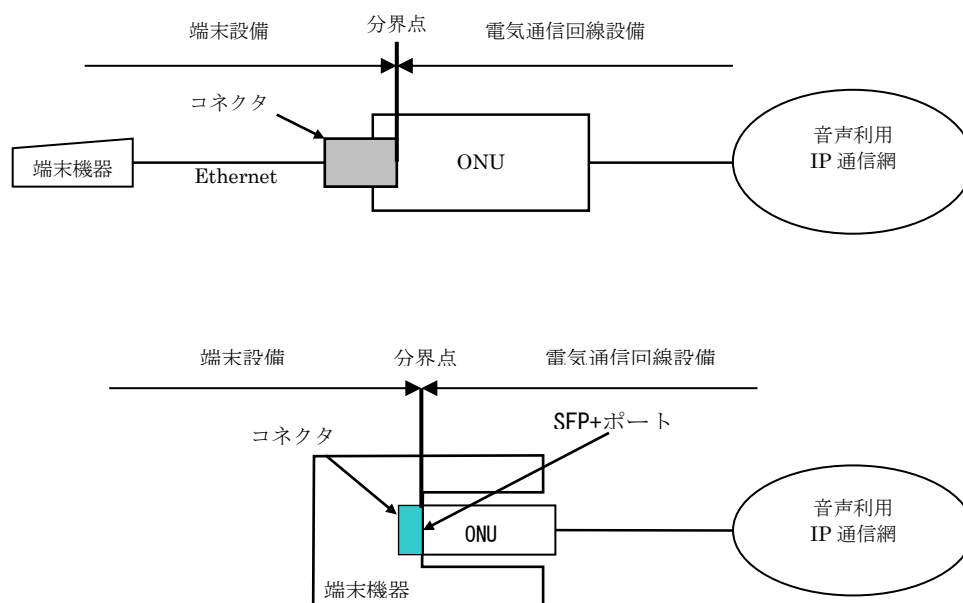 端末設備
分界点
電気通信回線設備
コネクタ
端末機器
Ethernet
ONU
音声利用
IP 通信網
端末設備
分界点
電気通信回線設備
コネクタ
SFP+ポート
ONU
音声利用
IP 通信網
端末機器